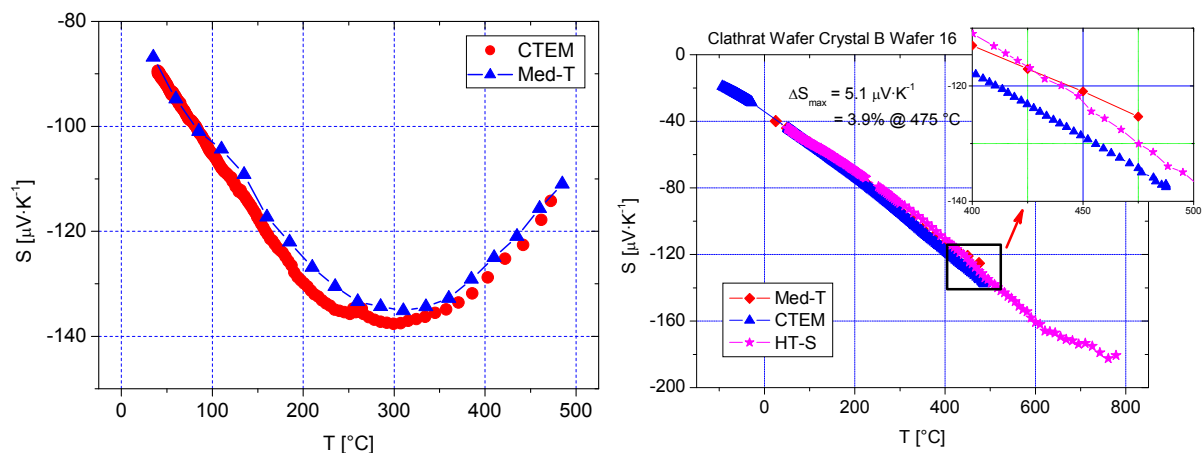 -80
-100
-120
-140
S [µV·K⁻¹]
0
100
200
300
400
500
T [°C]
CTEM
Med-T
Clathrat Wafer Crystal B Wafer 16
0
-40
-80
-120
-160
-200
S [µV·K⁻¹]
0
200
400
600
800
T [°C]
ΔSmax = 5.1 µV·K⁻¹
= 3.9% @ 475 °C
Med-T
CTEM
HT-S
-120
-140
400
450
500